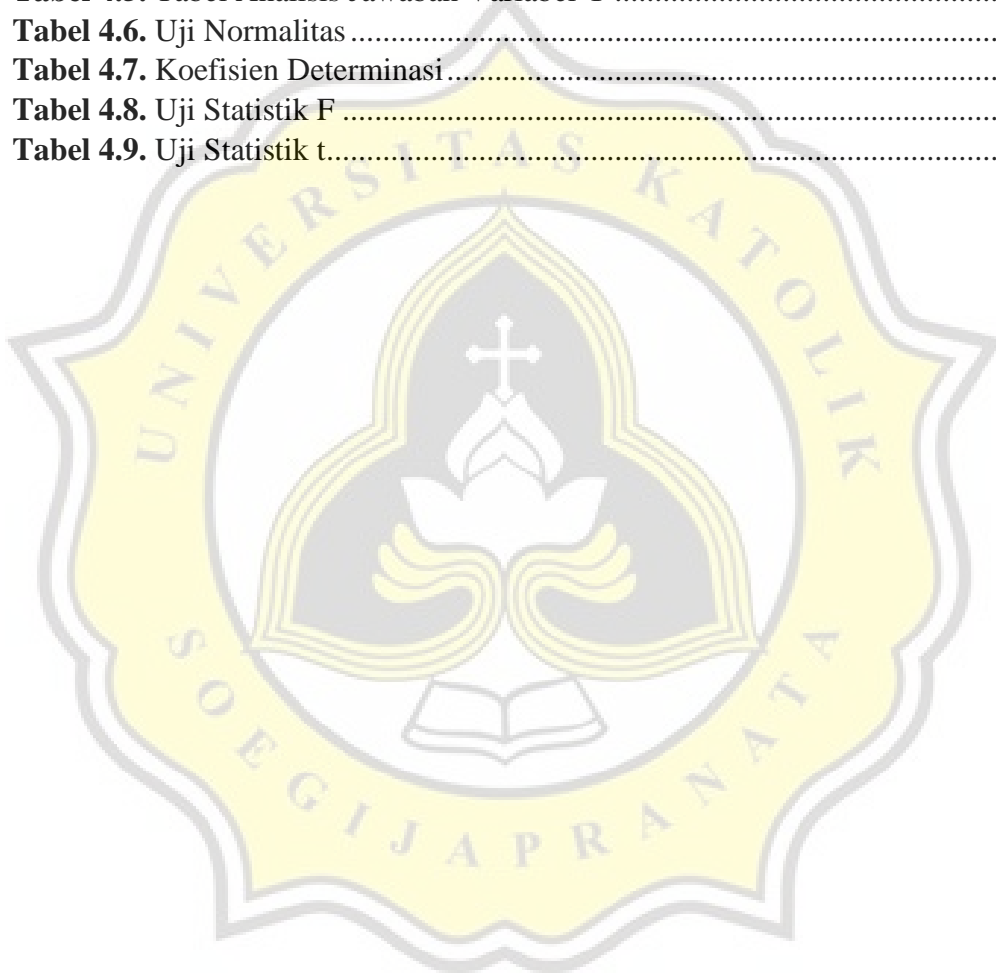 Tabel 4.6. Uji Normalitas ................................................................
Tabel 4.7. Koefisien Determinasi ................................................................
Tabel 4.8. Uji Statistik F ................................................................
Tabel 4.9. Uji Statistik t ................................................................
UNIVERSITAS KATOLIK
SOEGIJAPRANATA